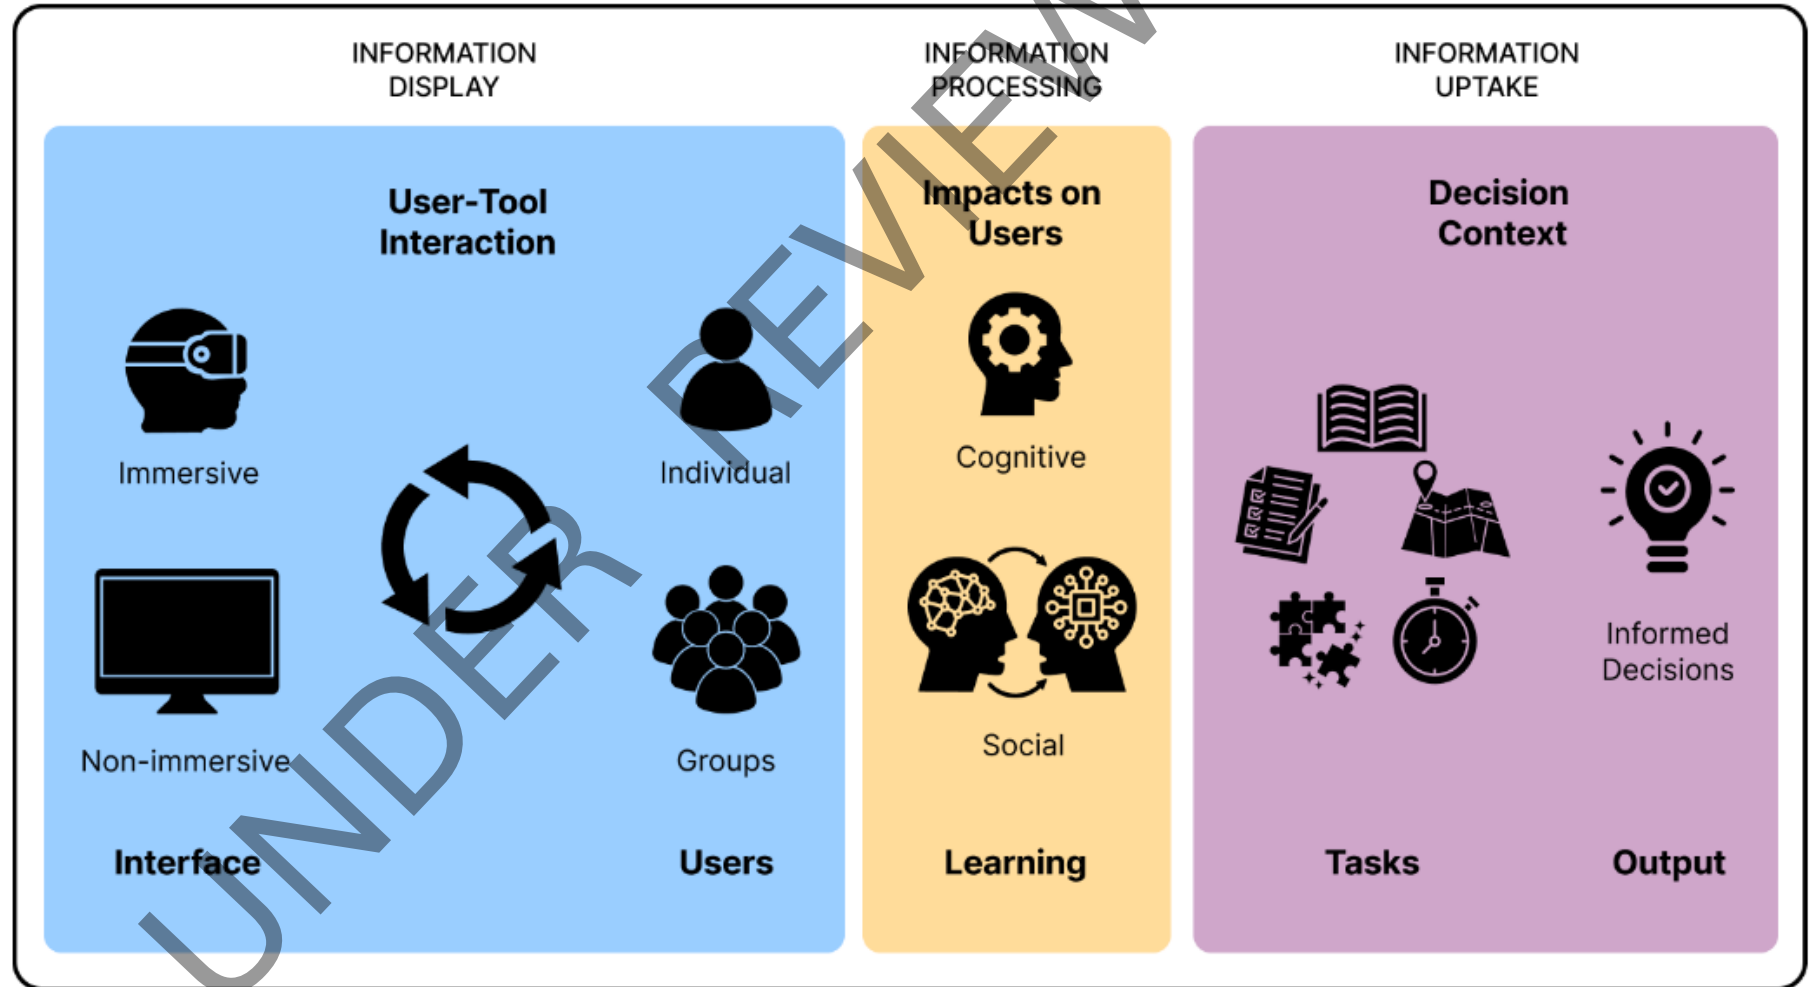 INFORMATION
DISPLAY
INFORMATION
PROCESSING
INFORMATION
UPTAKE
User-Tool
Interaction
Immersive
Individual
Non-immersive
Groups
Interface
Users
Impacts on
Users
Cognitive
Social
Learning
Decision
Context
Informed
Decisions
Tasks
Output
UNDER REVIEW